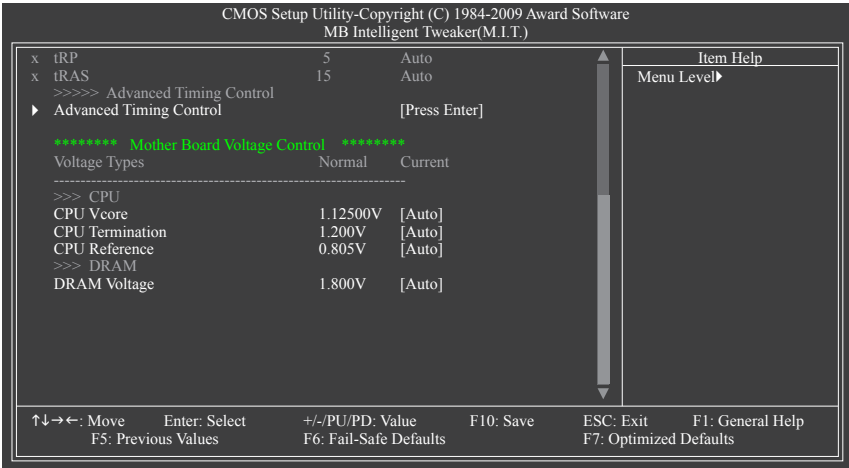 CMOS Setup Utility-Copyright (C) 1984-2009 Award Software
MB Intelligent Tweaker(M.I.T.)
x tRP 5 Auto
x tRAS 15 Auto
>>>>> Advanced Timing Control
Advanced Timing Control [Press Enter]
******** Mother Board Voltage Control ********
Voltage Types Normal Current
-----------------------------------------------------------------
>>> CPU
CPU Vcore 1.12500V [Auto]
CPU Termination 1.200V [Auto]
CPU Reference 0.805V [Auto]
>>> DRAM
DRAM Voltage 1.800V [Auto]
Item Help
Menu Level
↑↓→←: Move Enter: Select +/-/PU/PD: Value F10: Save ESC: Exit F1: General Help
F5: Previous Values F6: Fail-Safe Defaults F7: Optimized Defaults